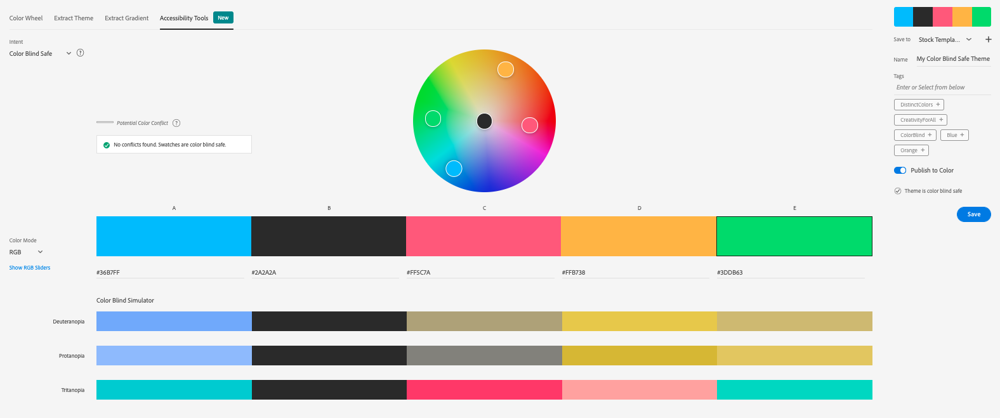 Color Wheel Extract Theme Extract Gradient Accessibility Tools New
Intent
Color Blind Safe ?
Potential Color Conflict ?
No conflicts found. Swatches are color blind safe.
A B C D E
Color Mode
RGB
Show RGB Sliders
#36B7FF #2A2A2A #FF5C7A #FFB738 #3DDB63
Color Blind Simulator
Deuteranopia
Protanopia
Tritanopia
Save to Stock Templa... +
Name My Color Blind Safe Theme
Tags
Enter or Select from below
DistinctColors +
CreativityForAll +
ColorBlind + Blue +
Orange +
Publish to Color
Theme is color blind safe
Save